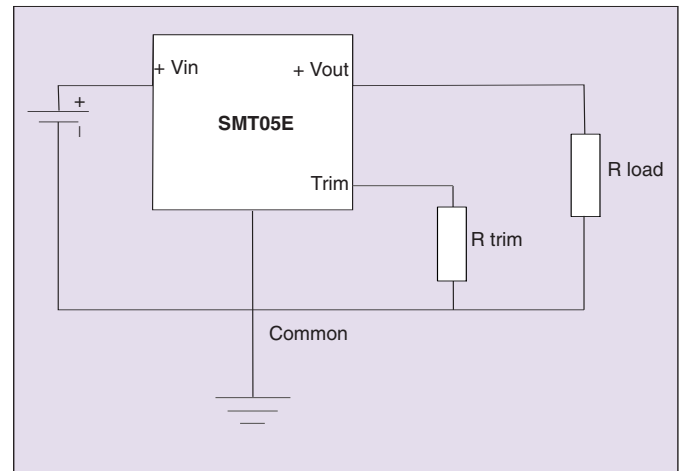 + Vin
+ Vout
+
–
SMT05E
Trim
R load
R trim
Common